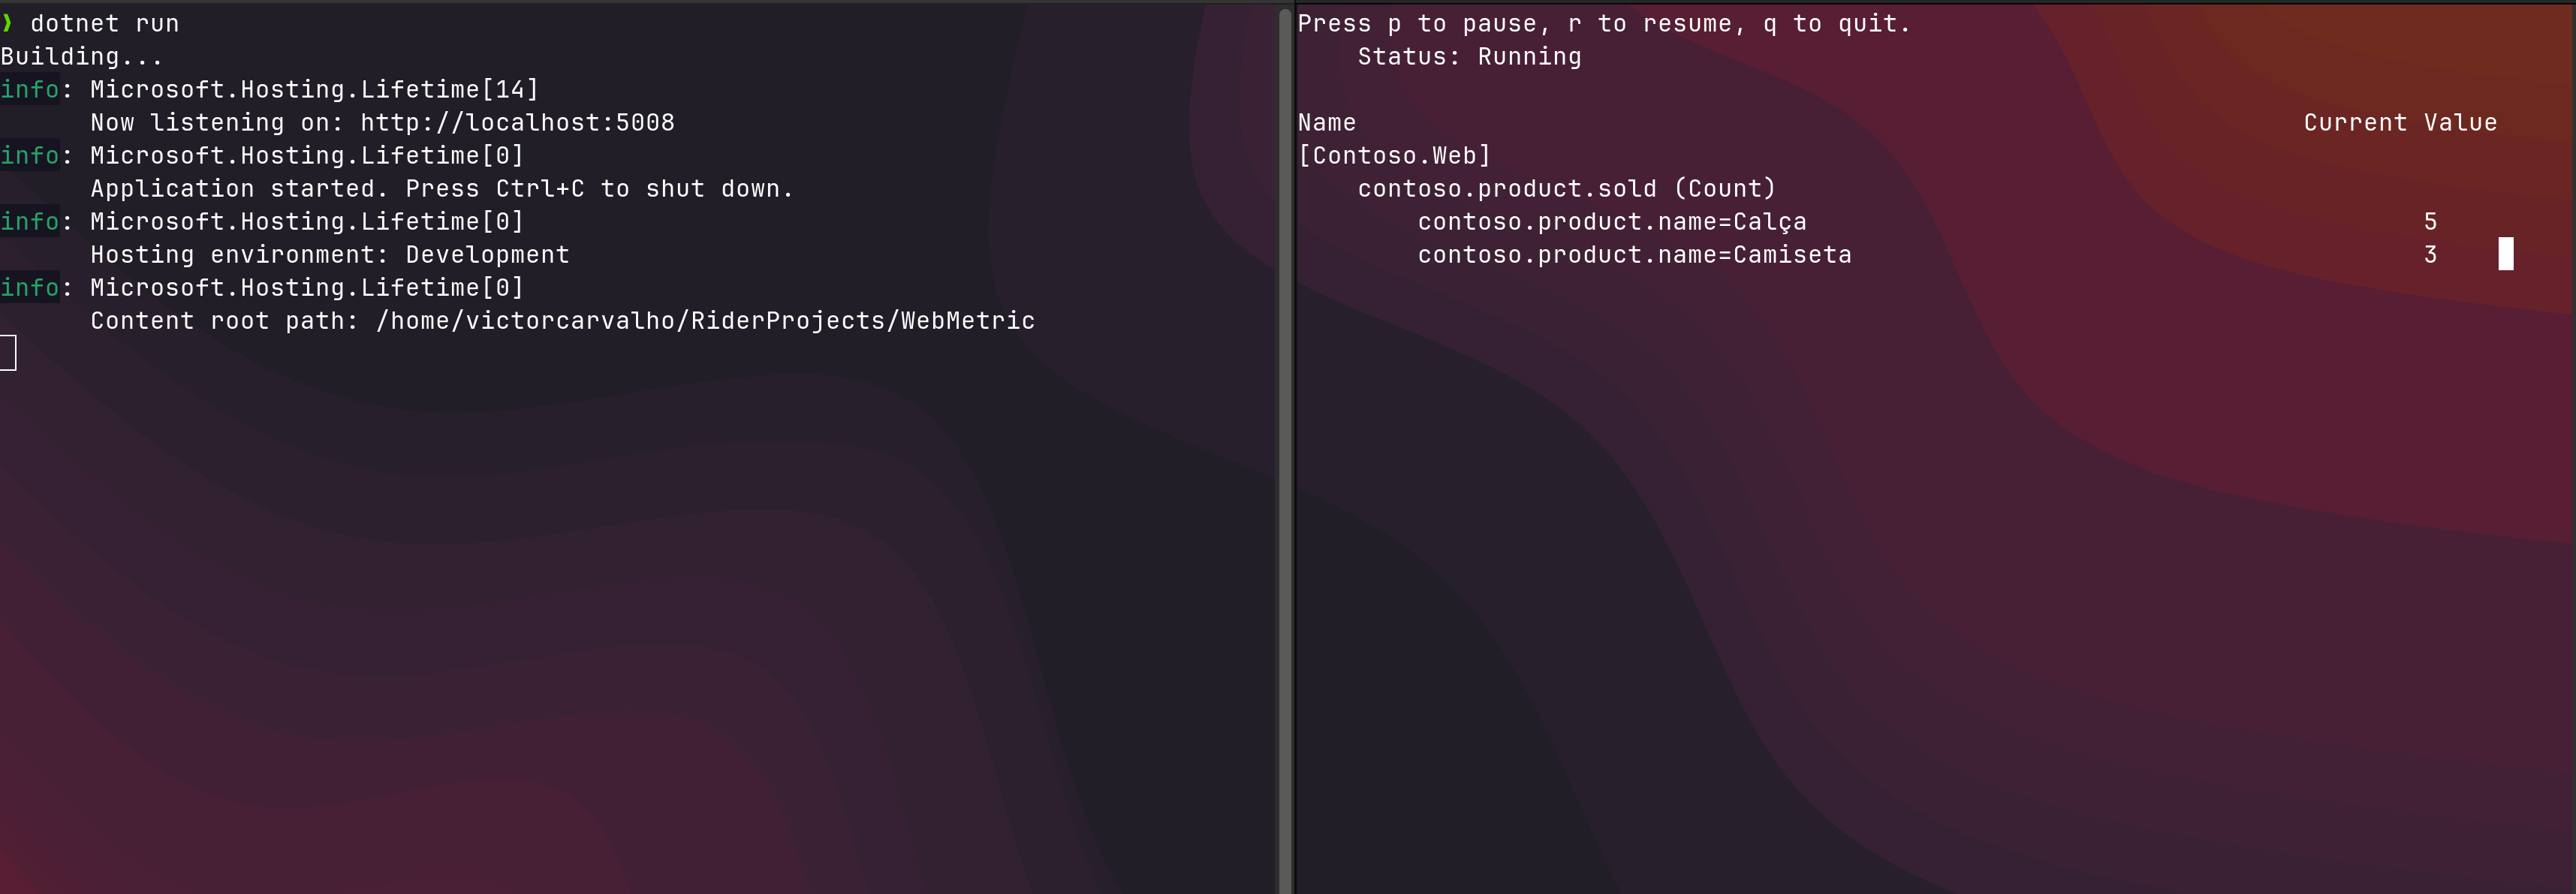 ❯ dotnet run
Building...
info: Microsoft.Hosting.Lifetime[14]
      Now listening on: http://localhost:5008
info: Microsoft.Hosting.Lifetime[0]
      Application started. Press Ctrl+C to shut down.
info: Microsoft.Hosting.Lifetime[0]
      Hosting environment: Development
info: Microsoft.Hosting.Lifetime[0]
      Content root path: /home/victorcarvalho/RiderProjects/WebMetric
Press p to pause, r to resume, q to quit.
    Status: Running
Name Current Value
[Contoso.Web]
    contoso.product.sold (Count)
        contoso.product.name=Calça 5
        contoso.product.name=Camiseta 3